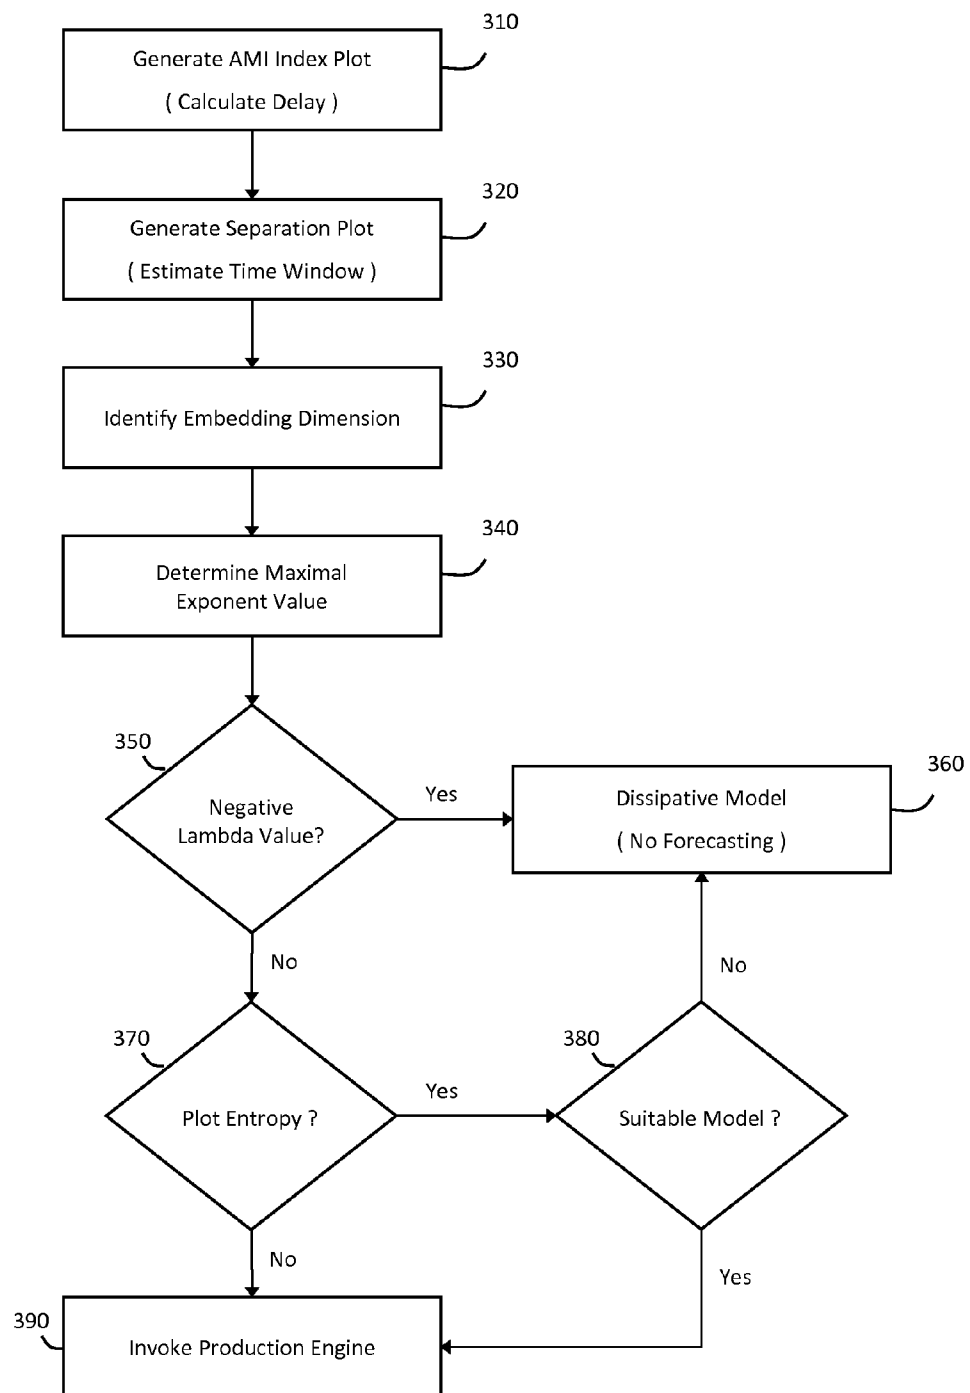 310
Generate AMI Index Plot
( Calculate Delay )
320
Generate Separation Plot
( Estimate Time Window )
330
Identify Embedding Dimension
340
Determine Maximal
Exponent Value
350
Negative
Lambda Value?
Yes
360
Dissipative Model
( No Forecasting )
No
No
370
Plot Entropy ?
Yes
380
Suitable Model ?
No
Yes
390
Invoke Production Engine